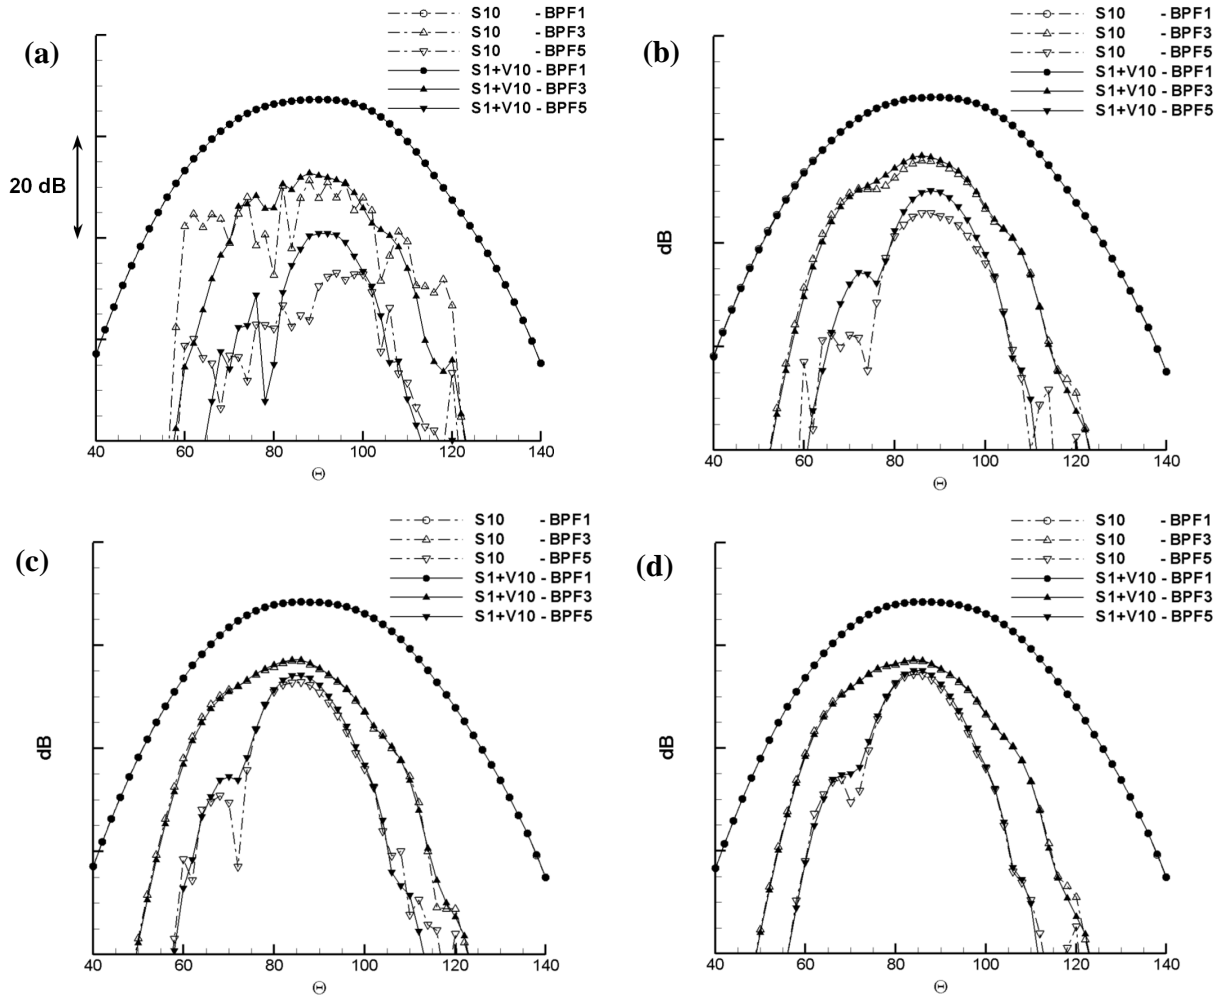 (a)
S10 - BPF1
S10 - BPF3
S10 - BPF5
S1+V10 - BPF1
S1+V10 - BPF3
S1+V10 - BPF5
20 dB
40 60 80 100 120 140
Θ
(b)
S10 - BPF1
S10 - BPF3
S10 - BPF5
S1+V10 - BPF1
S1+V10 - BPF3
S1+V10 - BPF5
dB
40 60 80 100 120 140
Θ
(c)
S10 - BPF1
S10 - BPF3
S10 - BPF5
S1+V10 - BPF1
S1+V10 - BPF3
S1+V10 - BPF5
dB
40 60 80 100 120 140
Θ
(d)
S10 - BPF1
S10 - BPF3
S10 - BPF5
S1+V10 - BPF1
S1+V10 - BPF3
S1+V10 - BPF5
dB
40 60 80 100 120 140
Θ